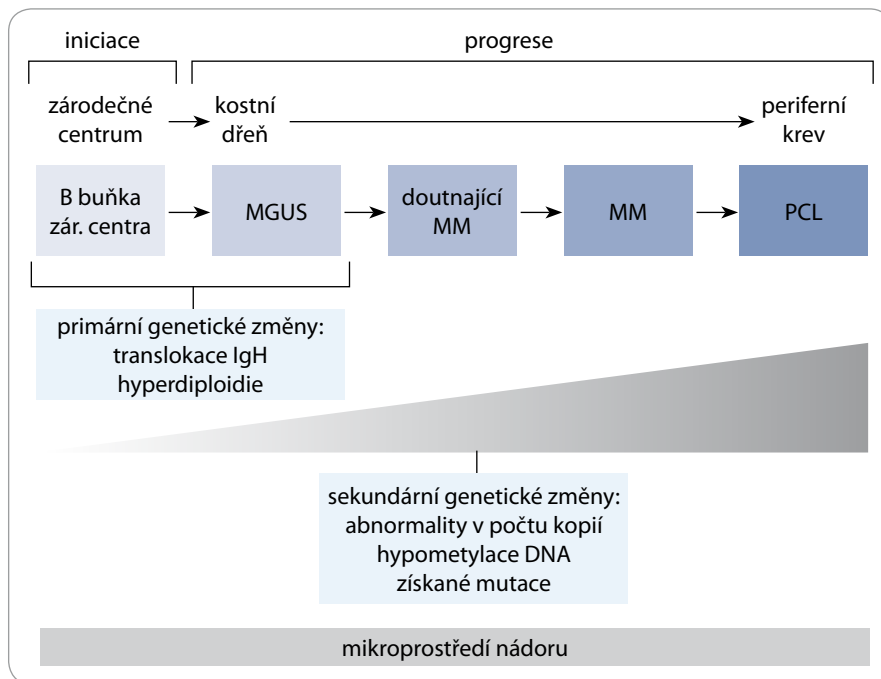 iniciace
progrese
zárodečné
centrum
kostní
dřeň
periferní
krev
B buňka
zár. centra
MGUS
doutnající
MM
MM
PCL
primární genetické změny:
translokace IgH
hyperdiploidie
sekundární genetické změny:
abnormality v počtu kopií
hypometylace DNA
získané mutace
mikroprostředí nádoru